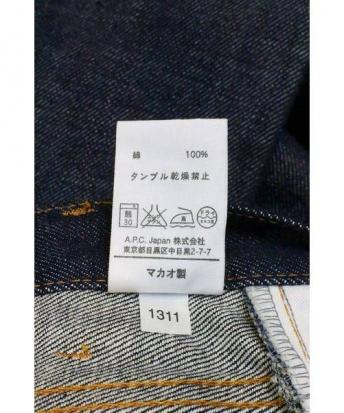 綿 100%
タンブル乾燥禁止
A.P.C. Japan 株式会社
東京都目黒区中目黒2-7-7
マカオ製
1311